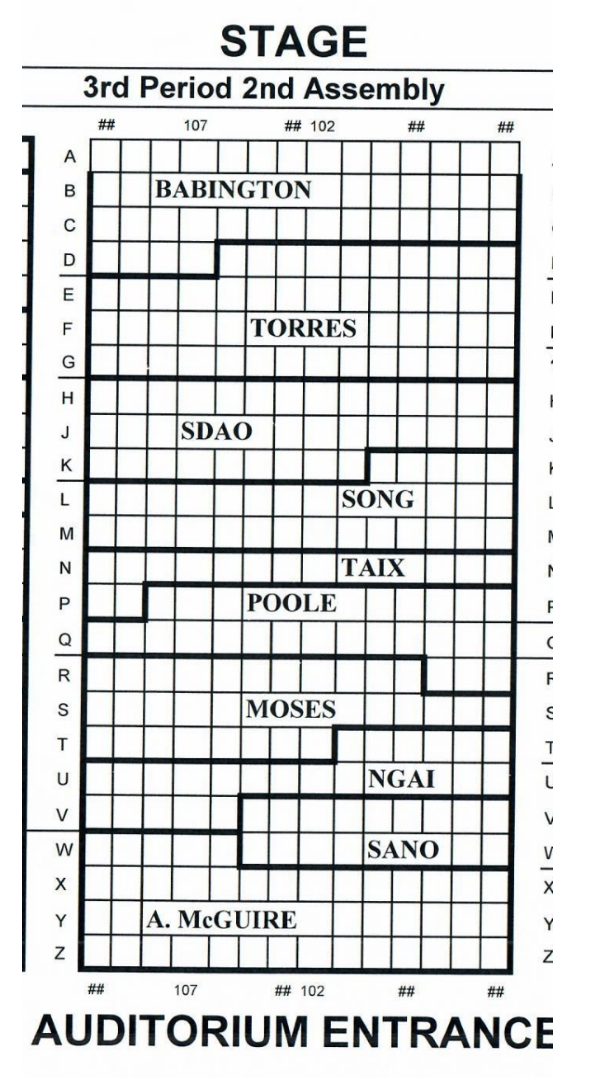 STAGE
3rd Period 2nd Assembly
## 107 ## 102 ## ##
A
B BABINGTON
C
D
E
F TORRES
G
H
J SDAO
K
L SONG L
M
N TAIX
P POOLE
Q
R
S MOSES S
T T
U NGAI
V V
W SANO
X X
Y A. McGUIRE Y
Z Z
## 107 ## 102 ## ##
AUDITORIUM ENTRANCE